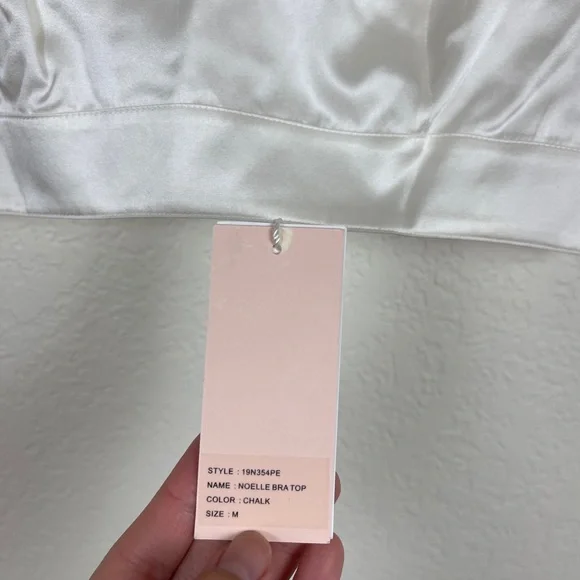 STYLE : 19N354PE
NAME : NOELLE BRA TOP
COLOR : CHALK
SIZE : M